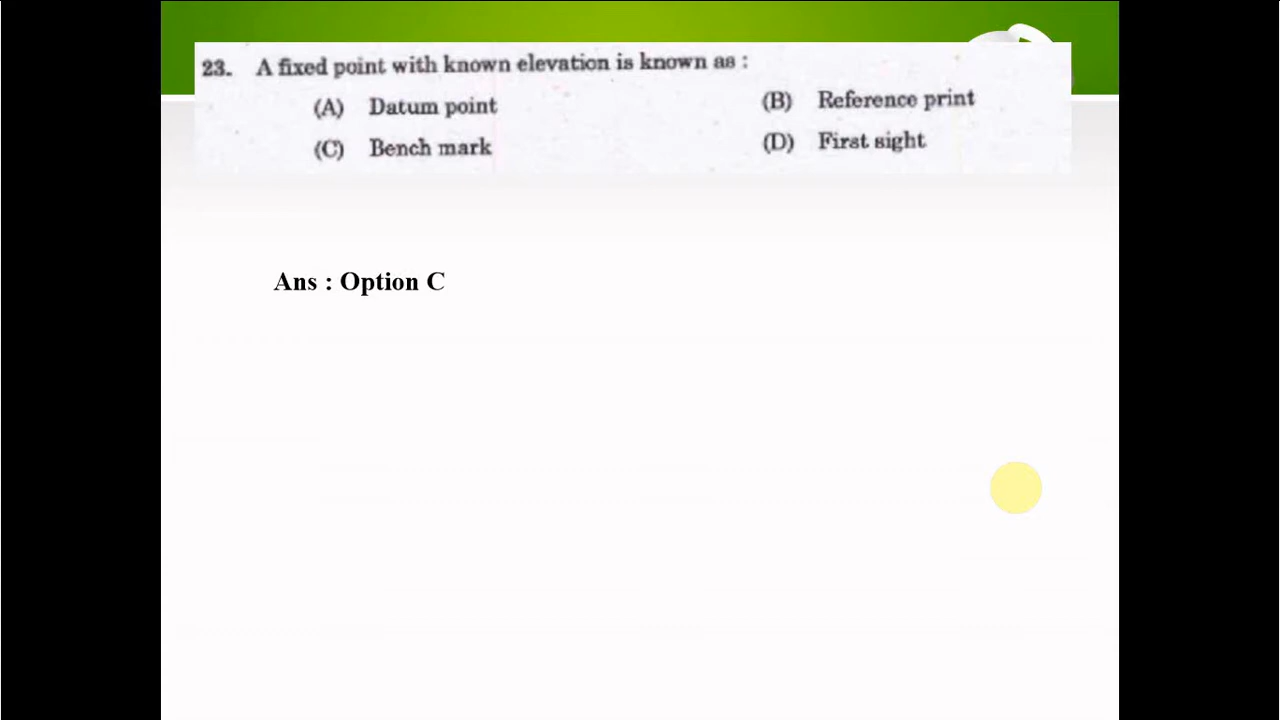 23. A fixed point with known elevation is known as :
(A) Datum point (B) Reference print
(C) Bench mark (D) First sight
Ans : Option C